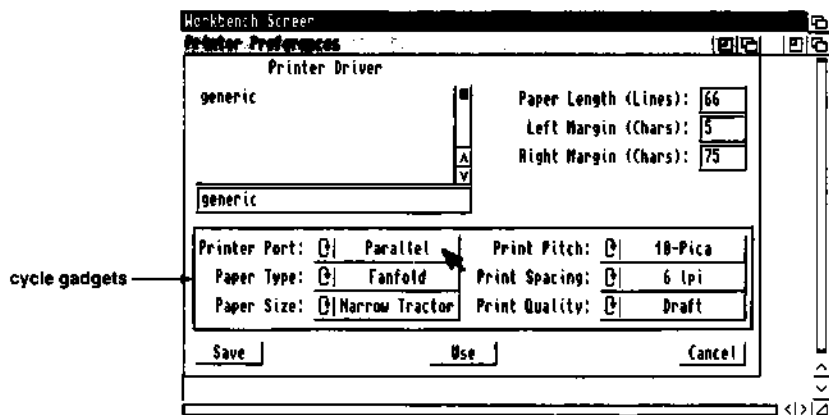 Workbench Screen
Printer Preferences
Printer Driver
generic
Paper Length (Lines): 66
Left Margin (Chars): 5
Right Margin (Chars): 75
generic
Printer Port: Parallel Print Pitch: 10-Pica
cycle gadgets
Paper Type: Fanfold Print Spacing: 6 lpi
Paper Size: Narrow Tractor Print Quality: Draft
Save Use Cancel